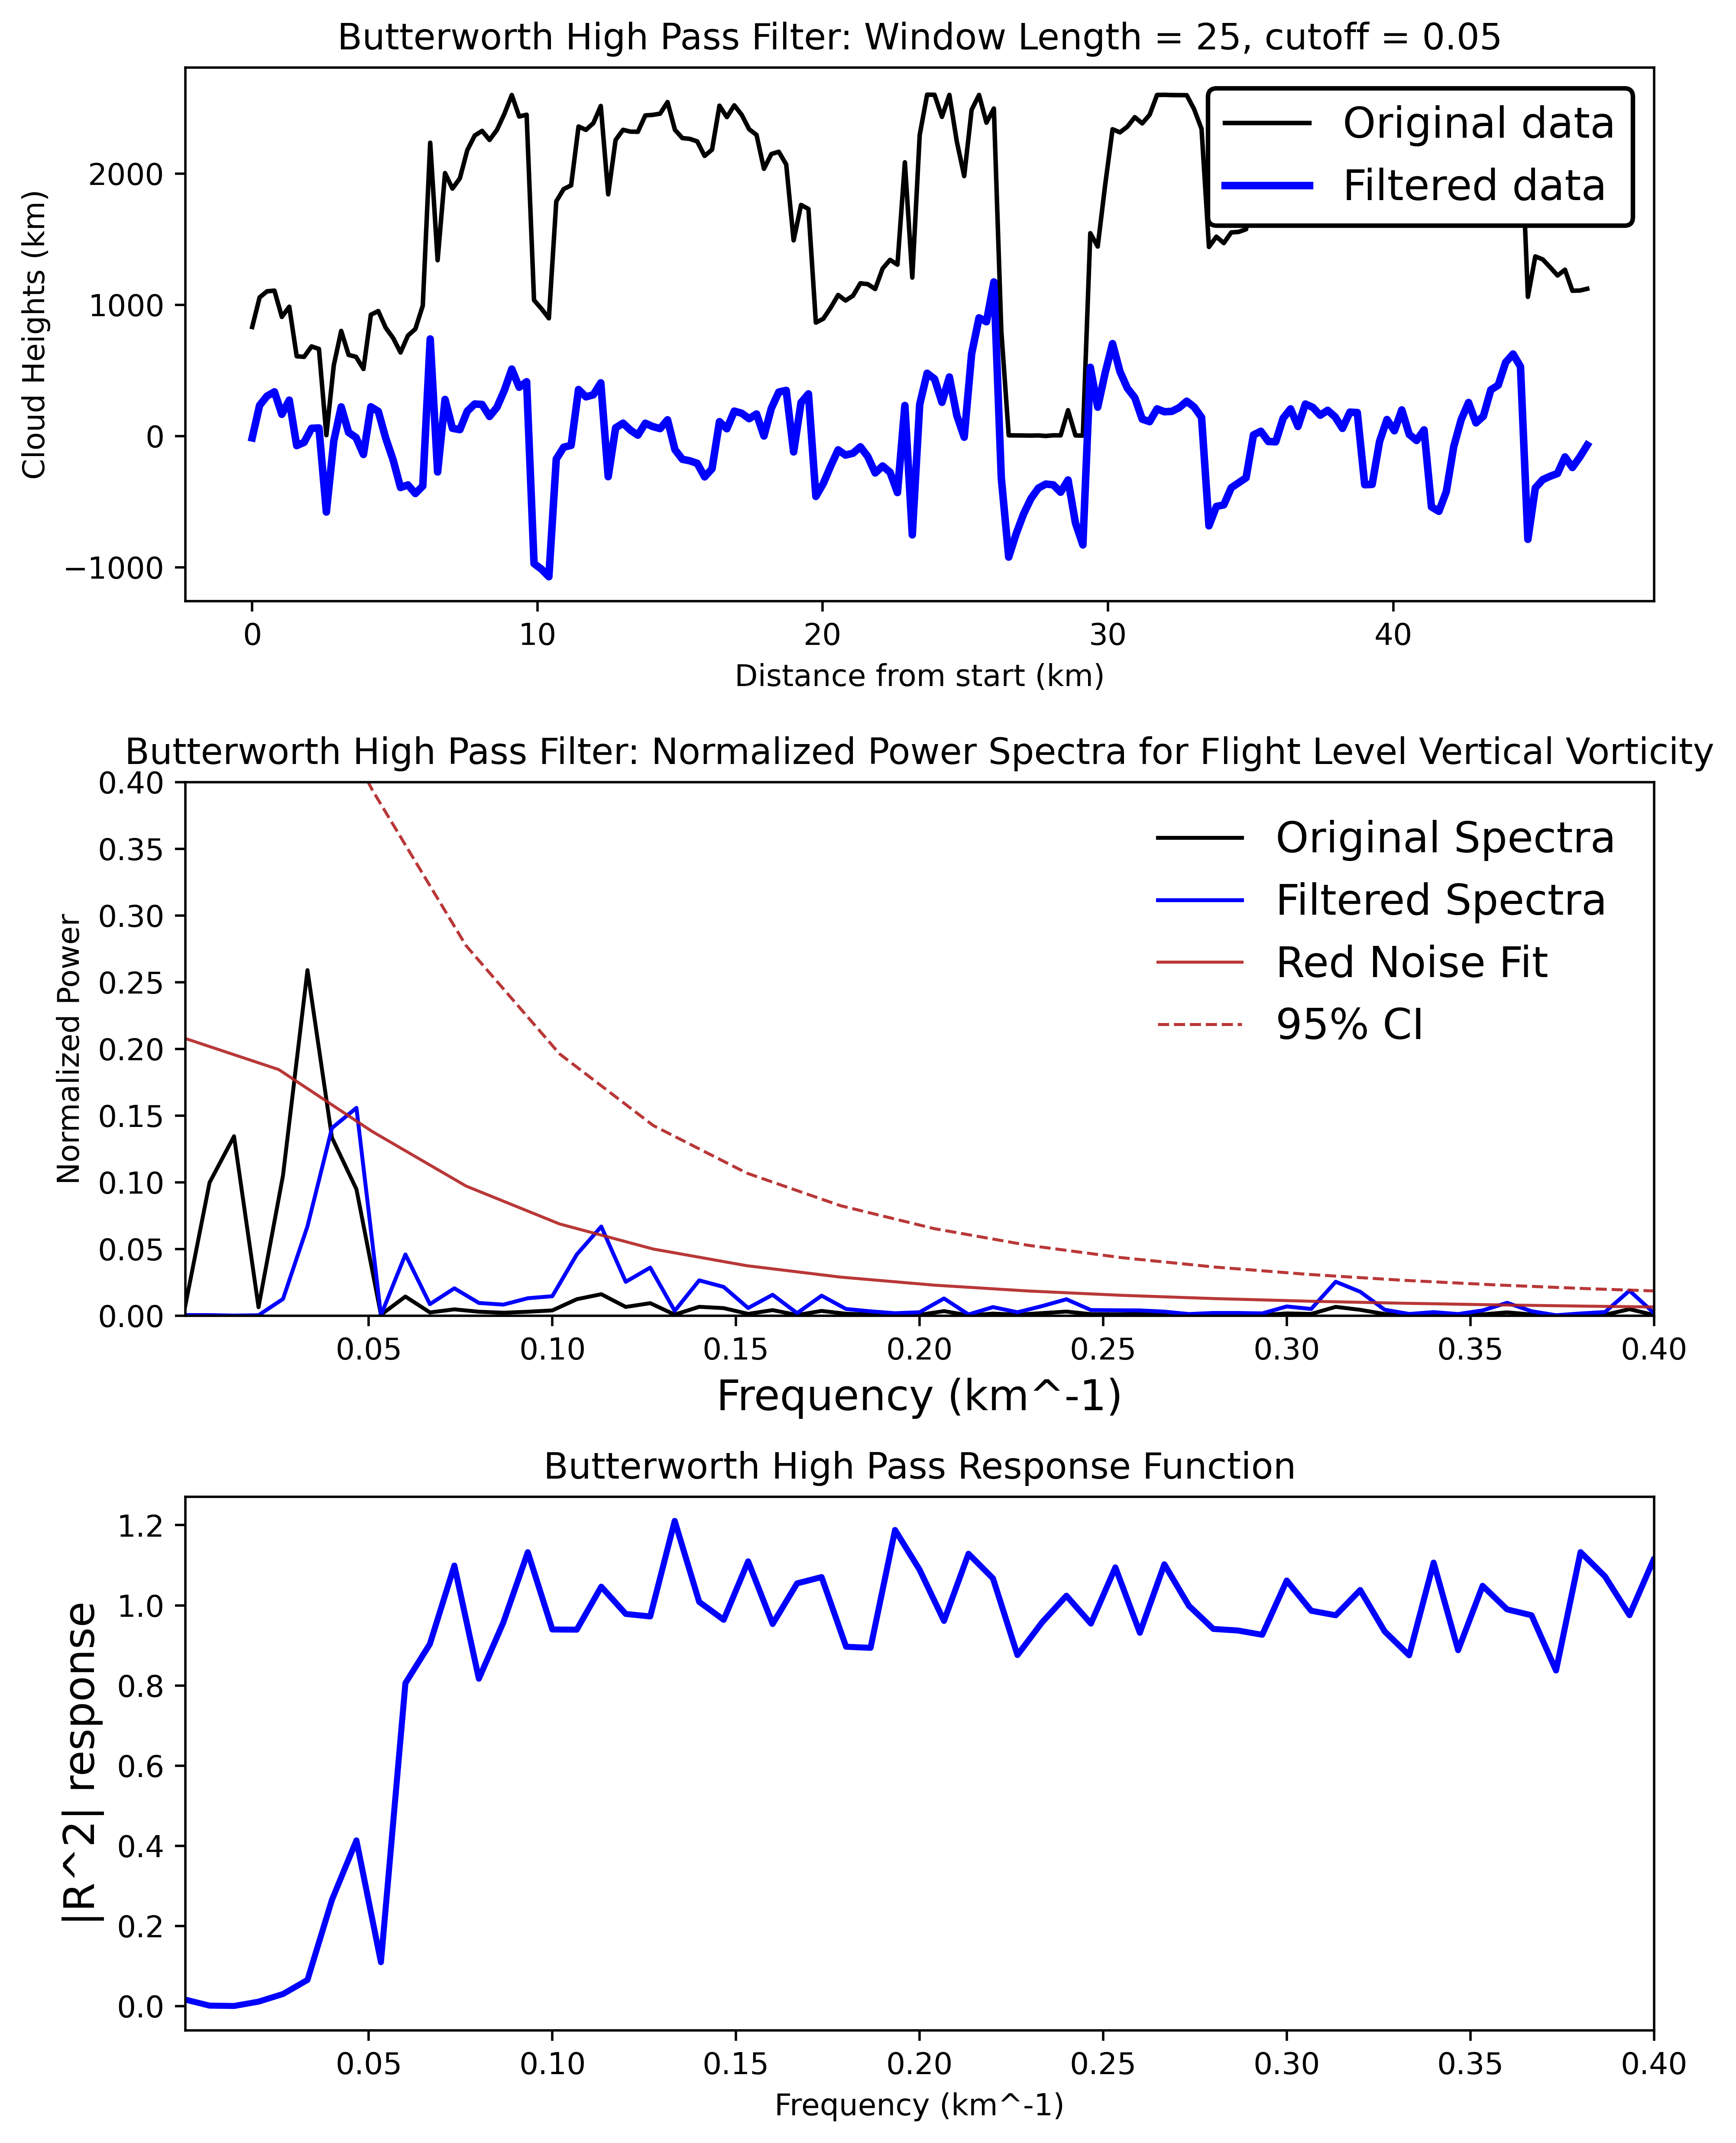 Butterworth High Pass Filter: Window Length = 25, cutoff = 0.05
Cloud Heights (km)
2000
1000
0
−1000
Original data
Filtered data
0 10 20 30 40
Distance from start (km)
Butterworth High Pass Filter: Normalized Power Spectra for Flight Level Vertical Vorticity
Normalized Power
0.40
0.35
0.30
0.25
0.20
0.15
0.10
0.05
0.00
Original Spectra
Filtered Spectra
Red Noise Fit
95% CI
0.05 0.10 0.15 0.20 0.25 0.30 0.35 0.40
Frequency (km^-1)
Butterworth High Pass Response Function
|R^2| response
1.2
1.0
0.8
0.6
0.4
0.2
0.0
0.05 0.10 0.15 0.20 0.25 0.30 0.35 0.40
Frequency (km^-1)